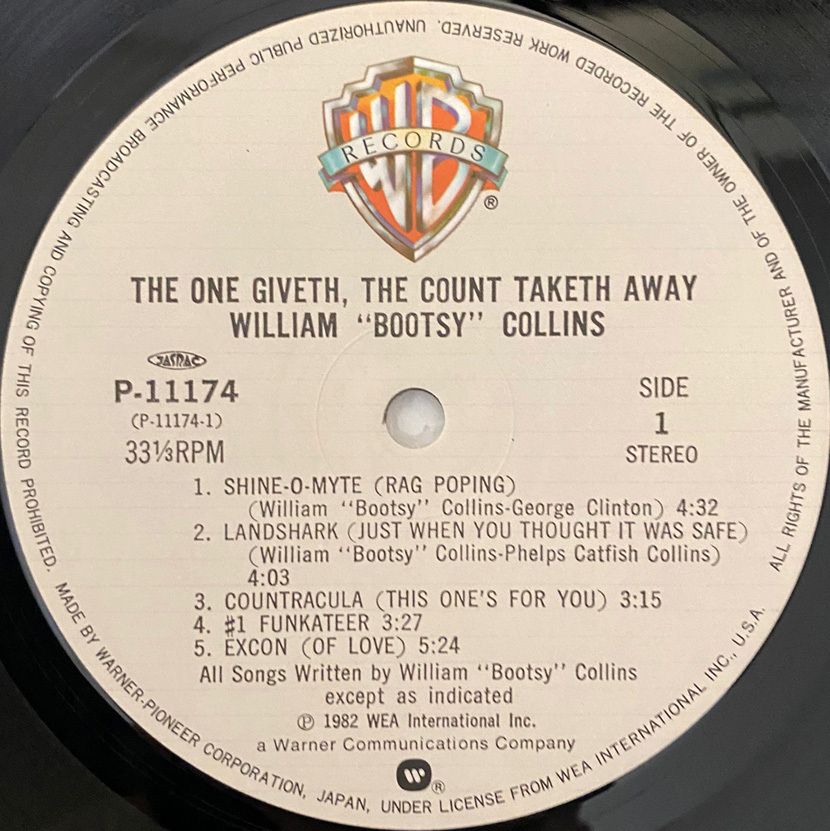 RECORDS
®
THE ONE GIVETH, THE COUNT TAKETH AWAY
WILLIAM “BOOTSY” COLLINS
JASRAC
P-11174
(P-11174-1)
33⅓RPM
SIDE
1
STEREO
1. SHINE-O-MYTE (RAG POPING)
(William “Bootsy” Collins-George Clinton) 4:32
2. LANDSHARK (JUST WHEN YOU THOUGHT IT WAS SAFE)
(William “Bootsy” Collins-Phelps Catfish Collins)
4:03
3. COUNTRACULA (THIS ONE'S FOR YOU) 3:15
4. #1 FUNKATEER 3:27
5. EXCON (OF LOVE) 5:24
All Songs Written by William “Bootsy” Collins
except as indicated
℗ 1982 WEA International Inc.
a Warner Communications Company
®
ALL RIGHTS OF THE MANUFACTURER AND OF THE OWNER OF THE RECORDED WORK RESERVED. UNAUTHORIZED PUBLIC PERFORMANCE BROADCASTING AND COPYING OF THIS RECORD PROHIBITED.
MADE BY WARNER-PIONEER CORPORATION, JAPAN, UNDER LICENSE FROM WEA INTERNATIONAL INC., U.S.A.